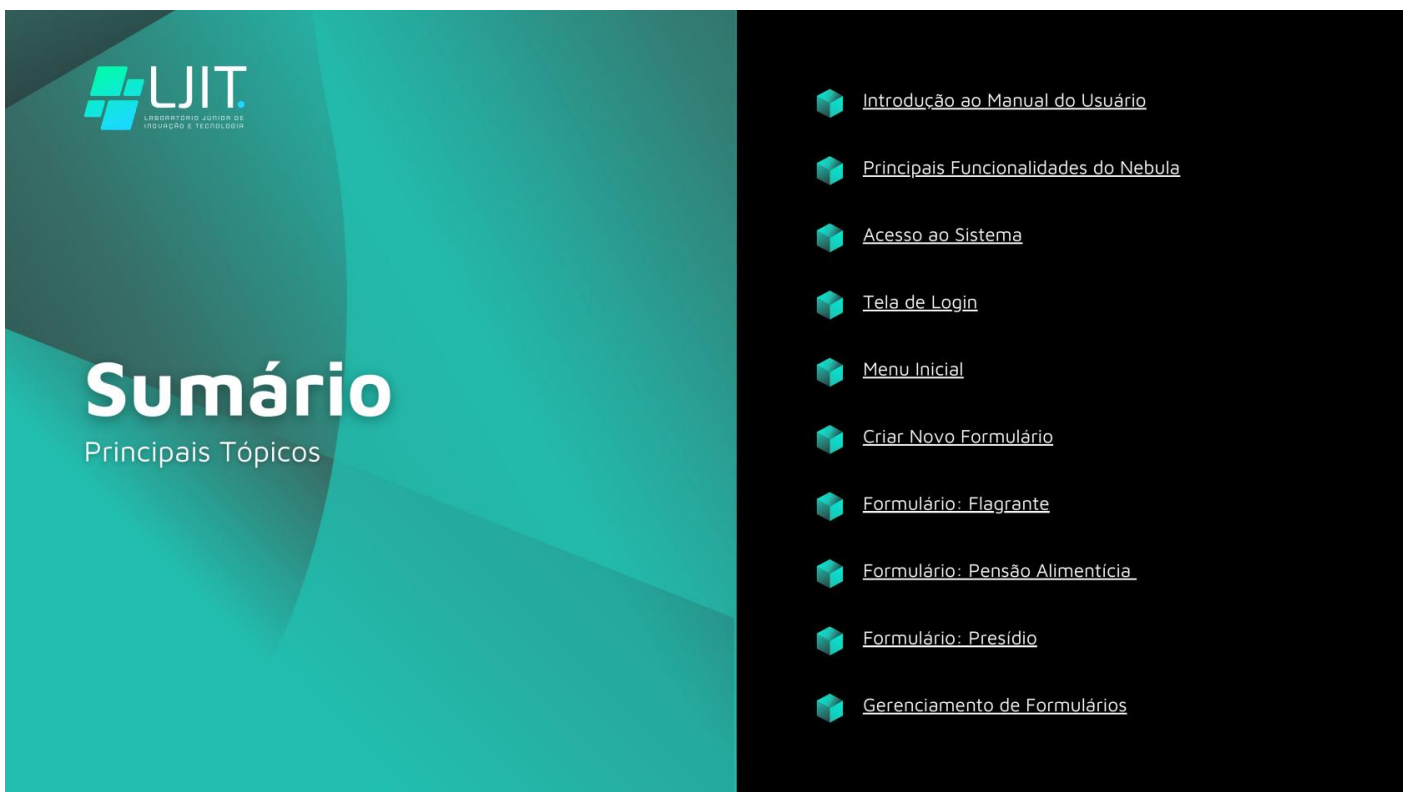 LJIT.
LABORATÓRIO JÚNIOR DE
INOVAÇÃO E TECNOLOGIA
Sumário
Principais Tópicos
Introdução ao Manual do Usuário
Principais Funcionalidades do Nebula
Acesso ao Sistema
Tela de Login
Menu Inicial
Criar Novo Formulário
Formulário: Flagrante
Formulário: Pensão Alimentícia
Formulário: Presídio
Gerenciamento de Formulários